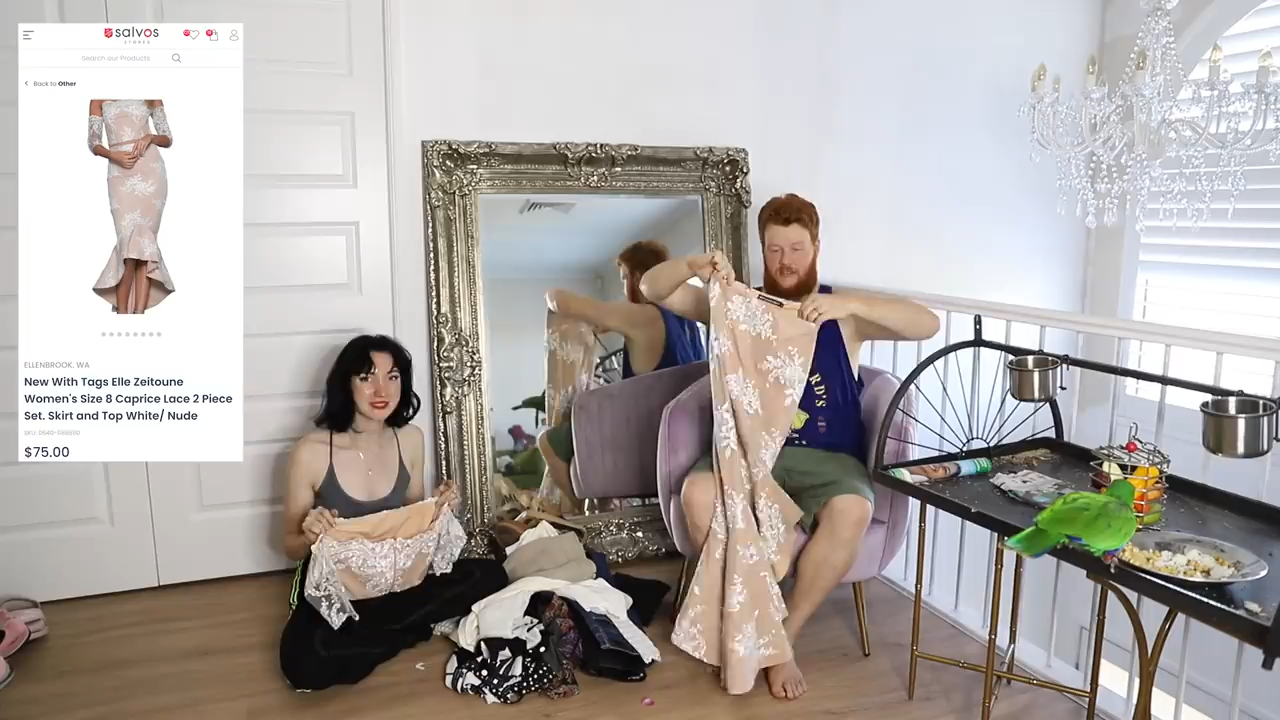 salvos
STORES
Search our Products
Back to Other
ELLENBROOK, WA
New With Tags Elle Zeitoune
Women's Size 8 Caprice Lace 2 Piece
Set. Skirt and Top White/ Nude
$75.00
RD'S